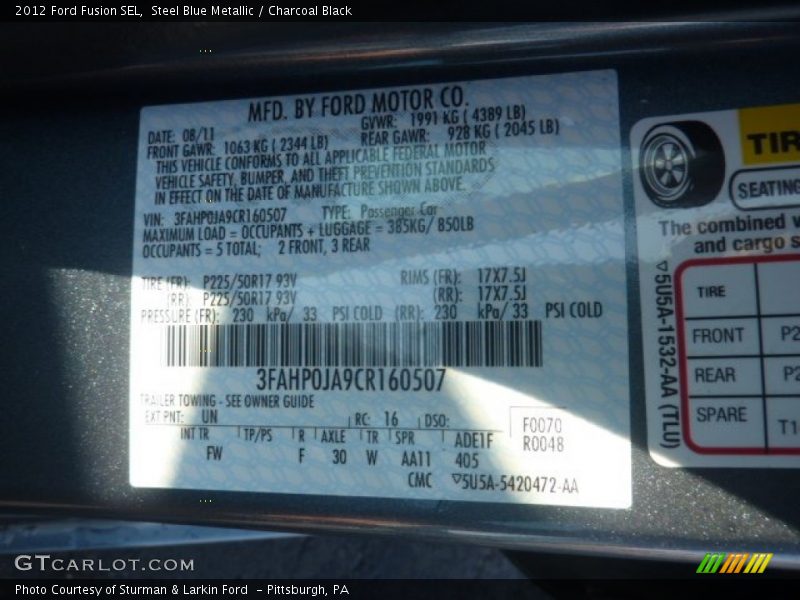 2012 Ford Fusion SEL,  Steel Blue Metallic / Charcoal Black
MFD. BY FORD MOTOR CO.
DATE: 08/11 GVWR: 1991 KG ( 4389 LB)
FRONT GAWR: 1063 KG ( 2344 LB) REAR GAWR: 928 KG ( 2045 LB)
THIS VEHICLE CONFORMS TO ALL APPLICABLE FEDERAL MOTOR
VEHICLE SAFETY, BUMPER, AND THEFT PREVENTION STANDARDS
IN EFFECT ON THE DATE OF MANUFACTURE SHOWN ABOVE.
VIN: 3FAHP0JA9CR160507 TYPE: Passenger Car
MAXIMUM LOAD = OCCUPANTS + LUGGAGE = 385KG/ 850LB
OCCUPANTS = 5 TOTAL; 2 FRONT, 3 REAR
TIRE (FR): P225/50R17 93V RIMS (FR): 17X7.5J
(RR): P225/50R17 93V (RR): 17X7.5J
PRESSURE (FR): 230 kPa/ 33 PSI COLD (RR): 230 kPa/ 33 PSI COLD
3FAHP0JA9CR160507
TRAILER TOWING - SEE OWNER GUIDE
EXT PNT: UN RC: 16 DSO:
INT TR TP/PS R AXLE TR SPR ADE1F
FW F 30 W AA11 405
F0070
R0048
CMC ▽5U5A-5420472-AA
TIR
SEATING
The combined w
and cargo s
▽5U5A-1532-AA (TLU)
TIRE
FRONT P2
REAR P2
SPARE T1
GTCARLOT.COM
Photo Courtesy of Sturman & Larkin Ford  - Pittsburgh, PA